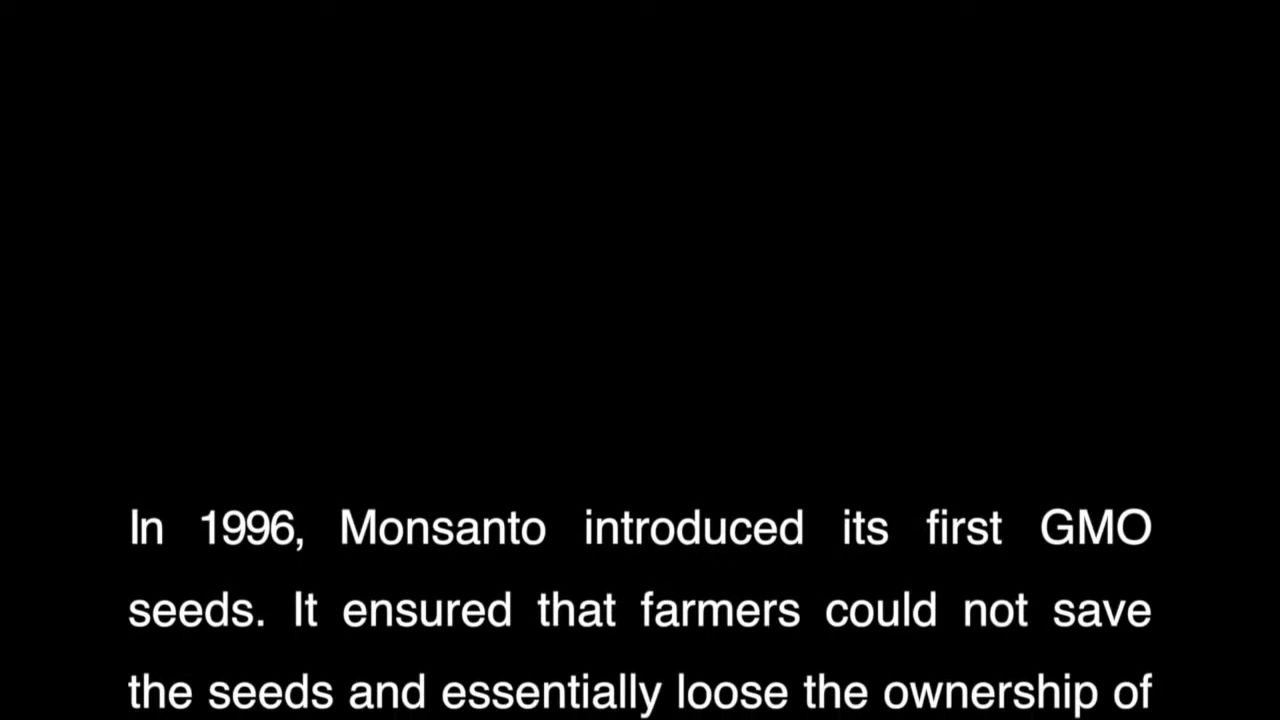 In 1996, Monsanto introduced its first GMO
seeds. It ensured that farmers could not save
the seeds and essentially loose the ownership of